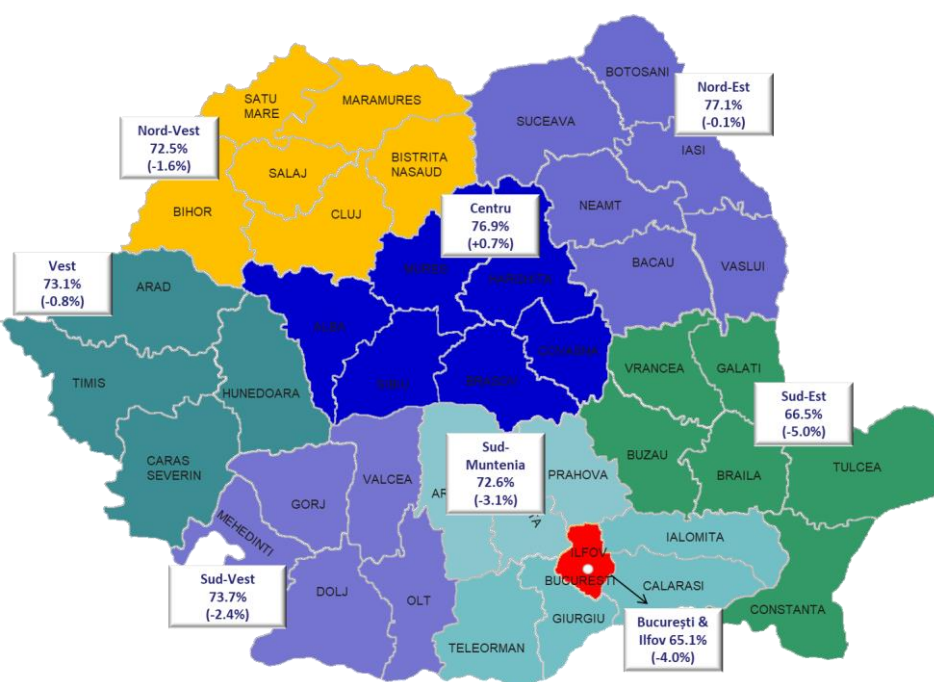 BOTOSANI
SATU
MARE
MARAMURES
Nord-Est
77.1%
(-0.1%)
SUCEAVA
Nord-Vest
72.5%
(-1.6%)
IASI
BISTRITA
NASAUD
SALAJ
NEAMT
BIHOR
CLUJ
Centru
76.9%
(+0.7%)
MURES
HARGHITA
BACAU
VASLUI
Vest
73.1%
(-0.8%)
ARAD
ALBA
COVASNA
TIMIS
HUNEDOARA
SIBIU
BRASOV
VRANCEA
GALATI
Sud-Est
66.5%
(-5.0%)
CARAS
SEVERIN
VALCEA
Sud-
Muntenia
72.6%
(-3.1%)
PRAHOVA
BUZAU
BRAILA
TULCEA
GORJ
MEHEDINTI
IALOMITA
ILFOV
BUCURESTI
CALARASI
Sud-Vest
73.7%
(-2.4%)
DOLJ
OLT
GIURGIU
CONSTANTA
TELEORMAN
București &
Ilfov 65.1%
(-4.0%)